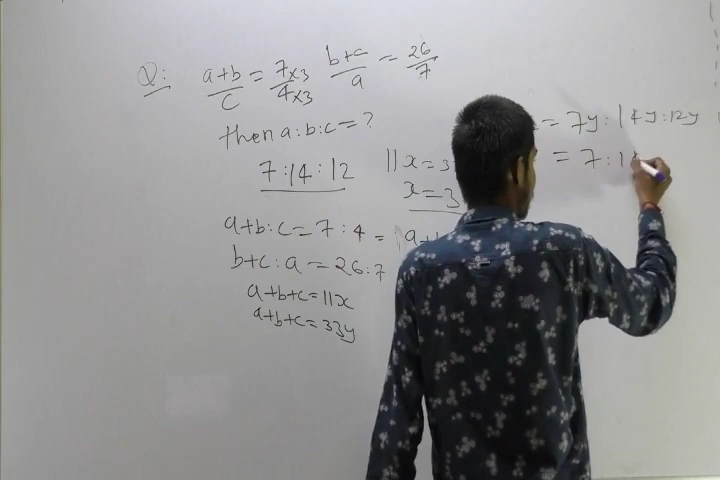 Q: a+b/c = 7×3/4×3 b+c/a = 26/7
then a:b:c = ?
7:14:12
a+b:c = 7:4 =
b+c:a = 26:7
a+b+c = 11x
a+b+c = 33y
11x = 3
x = 3
= 7y:14y:12y
= 7:1